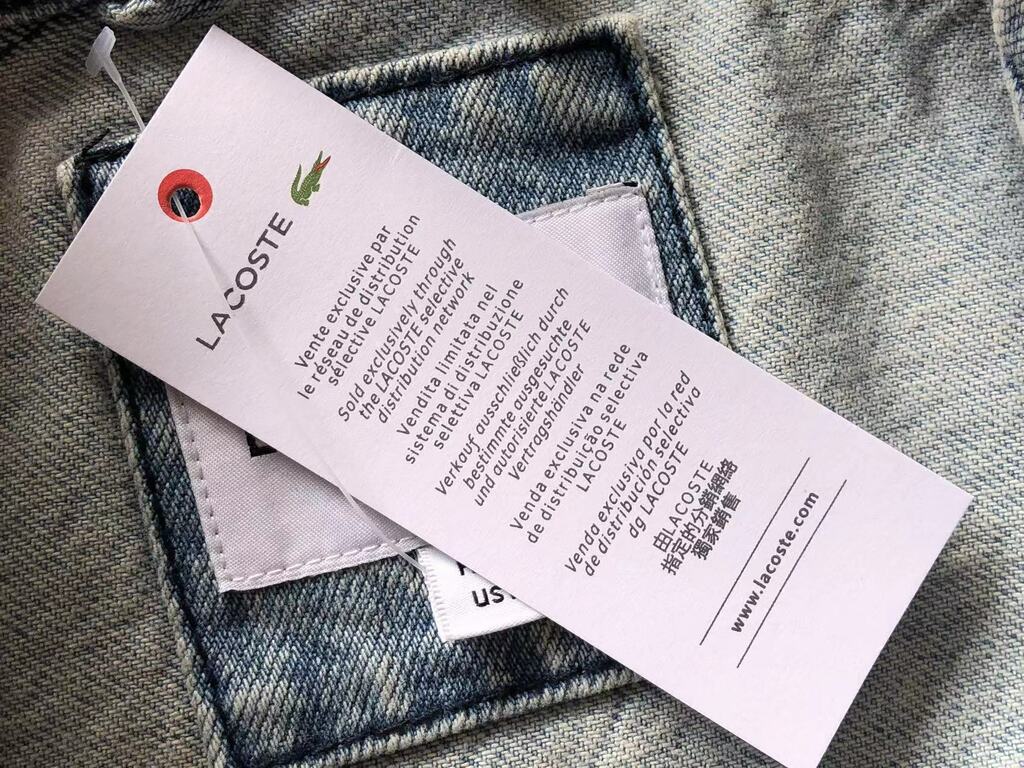 LACOSTE
Vente exclusive par
le réseau de distribution
sélective LACOSTE
Sold exclusively through
the LACOSTE selective
distribution network
Vendita limitata nel
sistema di distribuzione
selettiva LACOSTE
Verkauf ausschließlich durch
bestimmte ausgesuchte
und autorisierte LACOSTE
Vertragshändler
Venda exclusiva na rede
de distribuição selectiva
LACOSTE
Venda exclusiva por la red
de distribución selectiva
dg LACOSTE
由LACOSTE
指定的分銷網絡
獨家銷售
www.lacoste.com
us